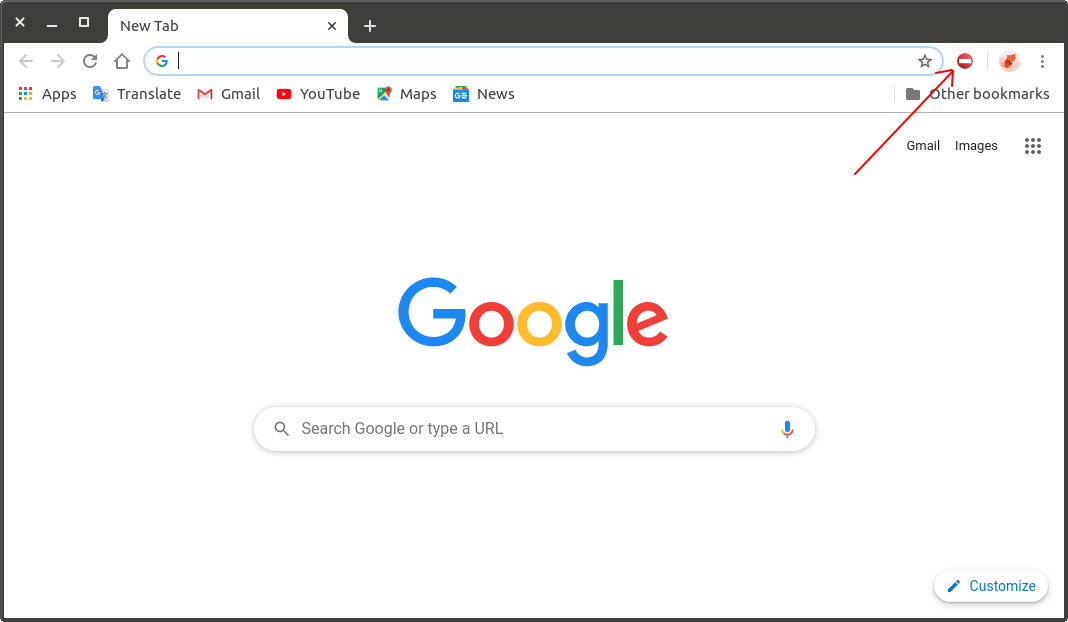 New Tab
Apps Translate Gmail YouTube Maps News Other bookmarks
Gmail Images
Google
Search Google or type a URL
Customize